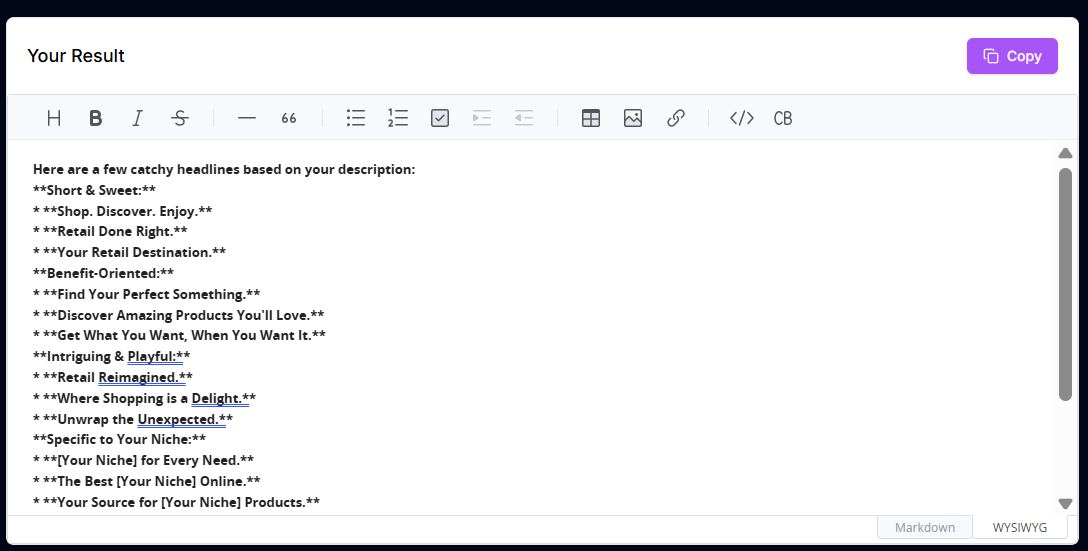 Your Result
Copy
H B I S 66 CB
Here are a few catchy headlines based on your description:
**Short & Sweet:**
* **Shop. Discover. Enjoy.**
* **Retail Done Right.**
* **Your Retail Destination.**
**Benefit-Oriented:**
* **Find Your Perfect Something.**
* **Discover Amazing Products You'll Love.**
* **Get What You Want, When You Want It.**
**Intriguing & Playful:**
* **Retail Reimagined.**
* **Where Shopping is a Delight.**
* **Unwrap the Unexpected.**
**Specific to Your Niche:**
* **[Your Niche] for Every Need.**
* **The Best [Your Niche] Online.**
* **Your Source for [Your Niche] Products.**
Markdown WYSIWYG